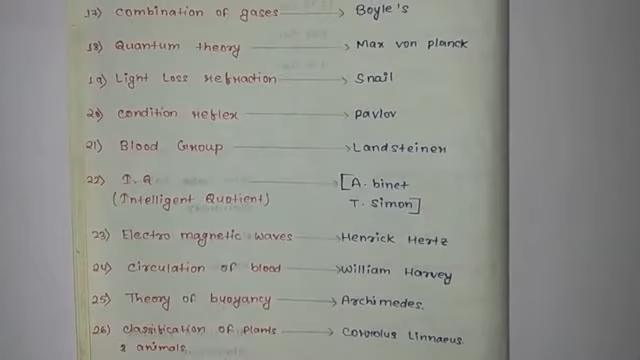 17) Combination of gases → Boyle's
18) Quantum theory → Max von planck
19) Light Loss refraction → Snail
20) Condition reflex → Pavlov
21) Blood Group → Landsteiner
22) I.Q → [A. binet
(Intelligent Quotient) T. Simon]
23) Electro magnetic waves → Henrick Hertz
24) Circulation of blood → William Harvey
25) Theory of buoyancy → Archimedes.
26) classification of plants → Corrolus Linnaeus
& animals